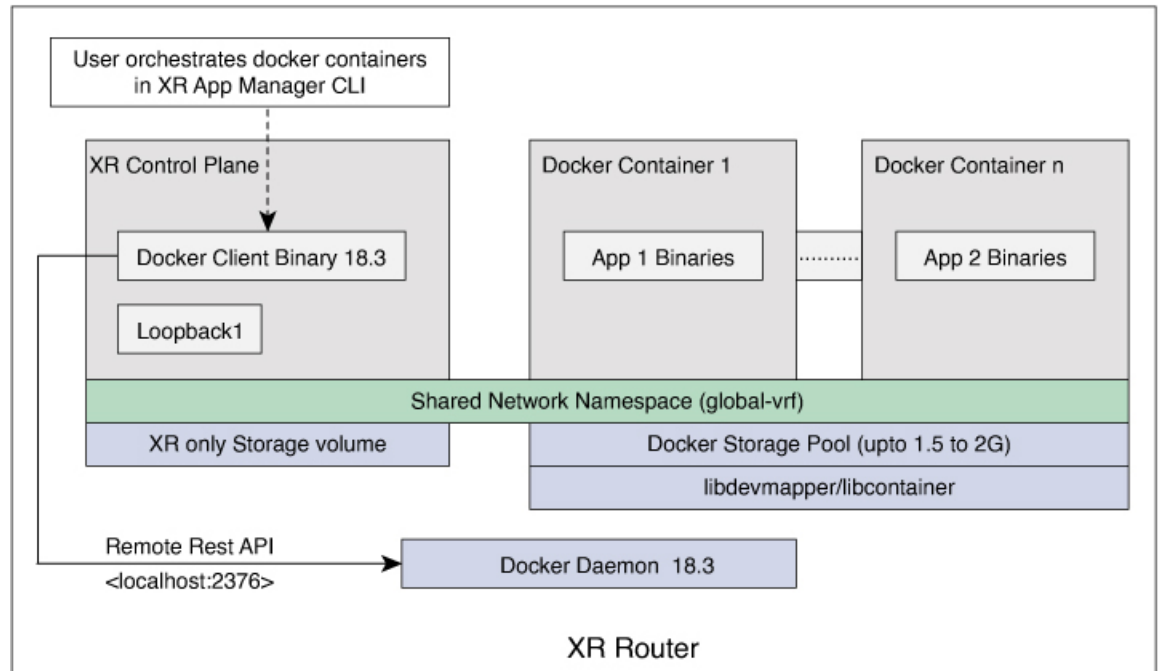 User orchestrates docker containers
in XR App Manager CLI
XR Control Plane
Docker Container 1
Docker Container n
Docker Client Binary 18.3
App 1 Binaries
..........
App 2 Binaries
Loopback1
Shared Network Namespace (global-vrf)
XR only Storage volume
Docker Storage Pool (upto 1.5 to 2G)
libdevmapper/libcontainer
Remote Rest API
<localhost:2376>
Docker Daemon 18.3
XR Router